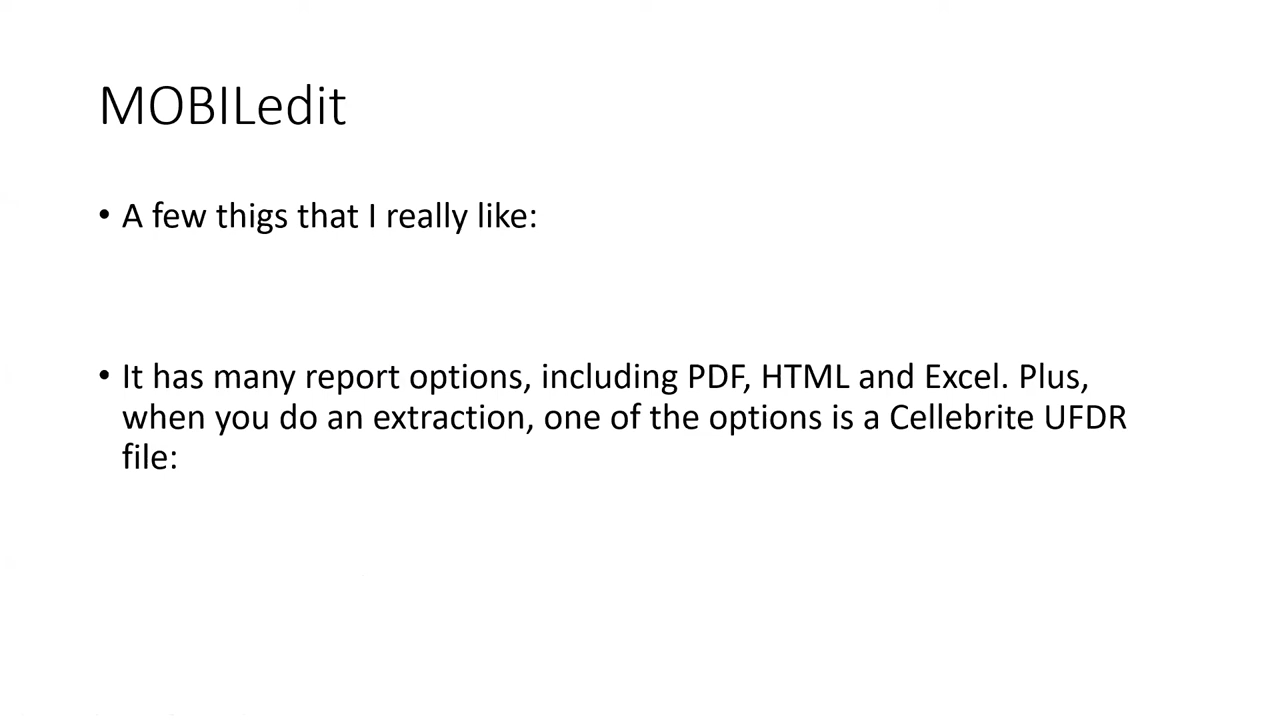 MOBILedit
• A few thigs that I really like:
• It has many report options, including PDF, HTML and Excel. Plus,
when you do an extraction, one of the options is a Cellebrite UFDR
file: